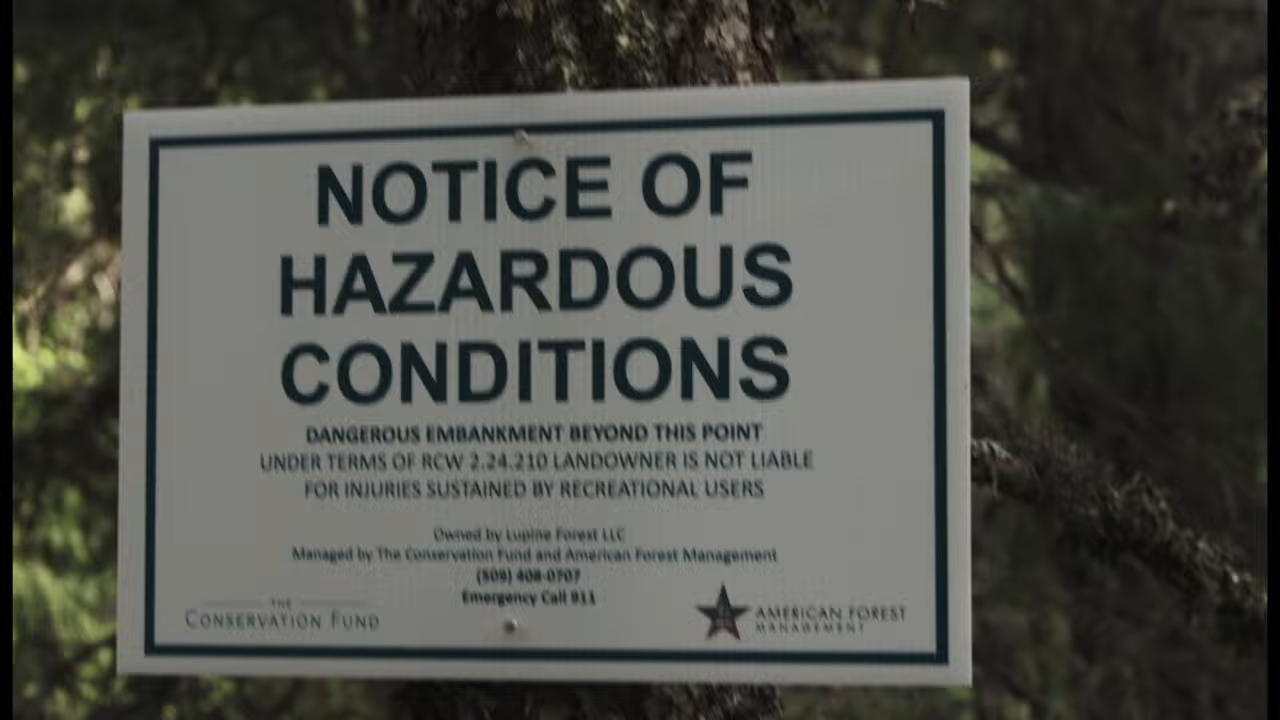 NOTICE OF
HAZARDOUS
CONDITIONS
DANGEROUS EMBANKMENT BEYOND THIS POINT
UNDER TERMS OF RCW 2.24.210 LANDOWNER IS NOT LIABLE
FOR INJURIES SUSTAINED BY RECREATIONAL USERS
Owned by Lupine Forest LLC
Managed by The Conservation Fund and American Forest Management
(509) 408-0707
Emergency Call 911
THE
CONSERVATION FUND
AMERICAN FOREST
MANAGEMENT